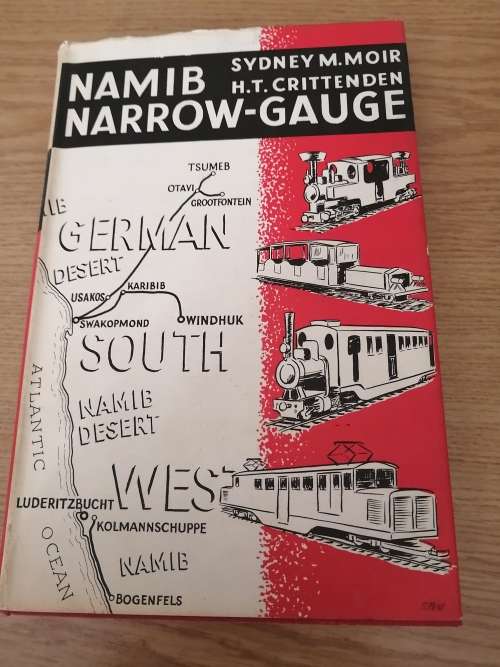 NAMIB
SYDNEY M. MOIR
H.T. CRITTENDEN
NARROW-GAUGE
TSUMEB
OTAVI
GROOTFONTEIN
GERMAN
DESERT
KARIBIB
USAKOS
SWAKOPMOND
WINDHUK
SOUTH
ATLANTIC
NAMIB
DESERT
WEST
LUDERITZBUCHT
KOLMANNSCHUPPE
OCEAN
NAMIB
BOGENFELS